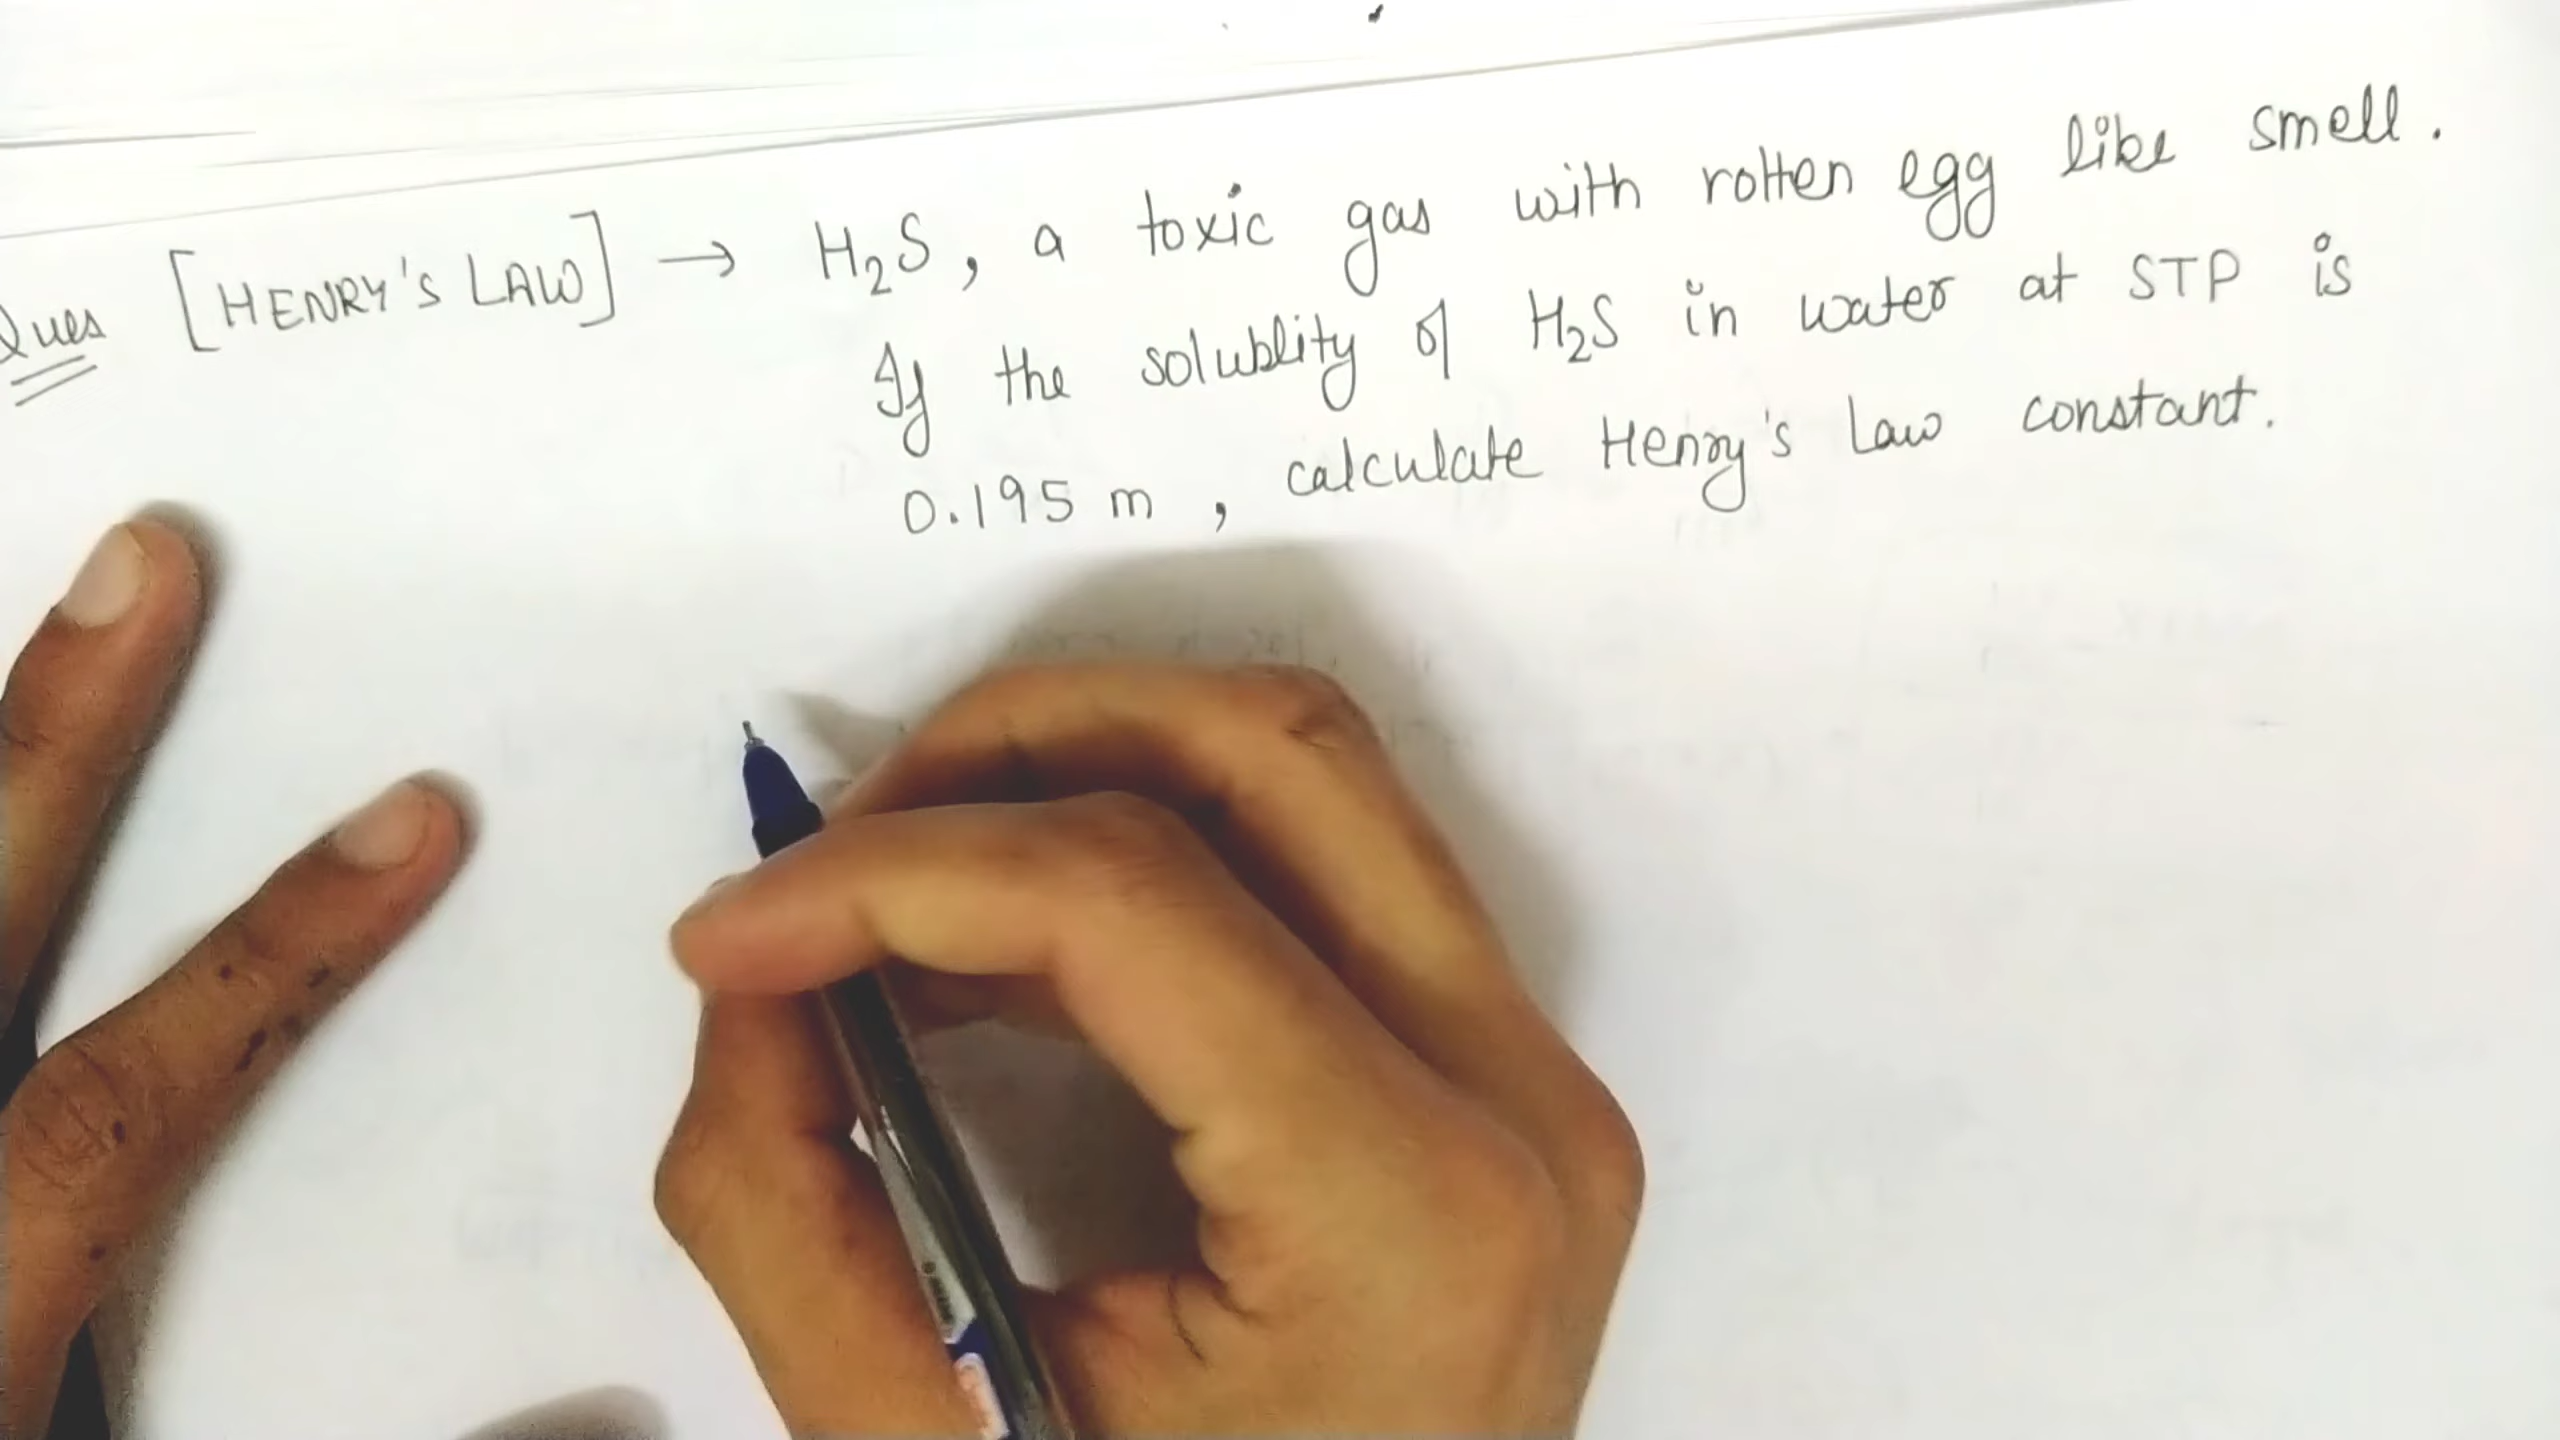 Ques [HENRY'S LAW] → H₂S, a toxic gas with rotten egg like smell.
If the solublity of H₂S in water at STP is
0.195 m, calculate Henry's Law constant.